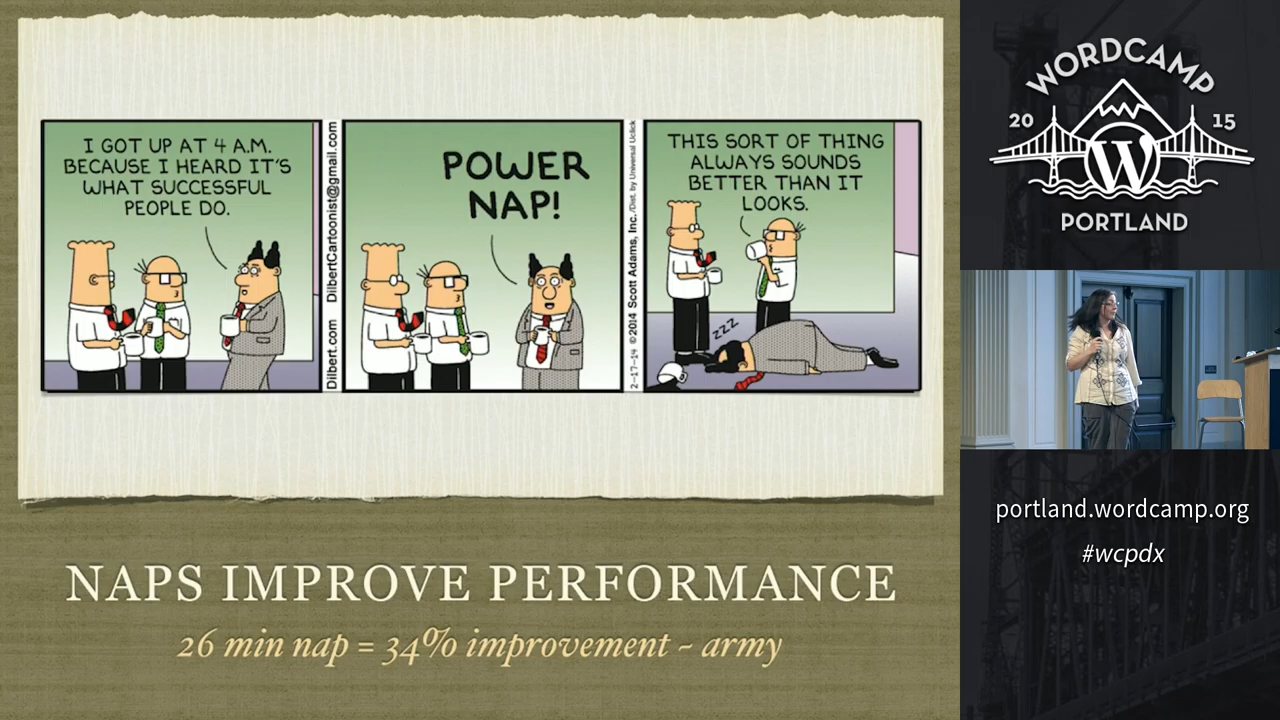 I GOT UP AT 4 A.M.
BECAUSE I HEARD IT'S
WHAT SUCCESSFUL
PEOPLE DO.
Dilbert.com DilbertCartoonist@gmail.com
POWER
NAP!
2-17-14 ©2014 Scott Adams, Inc. /Dist. by Universal Uclick
THIS SORT OF THING
ALWAYS SOUNDS
BETTER THAN IT
LOOKS.
ZZZ
NAPS IMPROVE PERFORMANCE
26 min nap = 34% improvement ~ army
WORDCAMP
20 15
W
PORTLAND
portland.wordcamp.org
#wcpdx